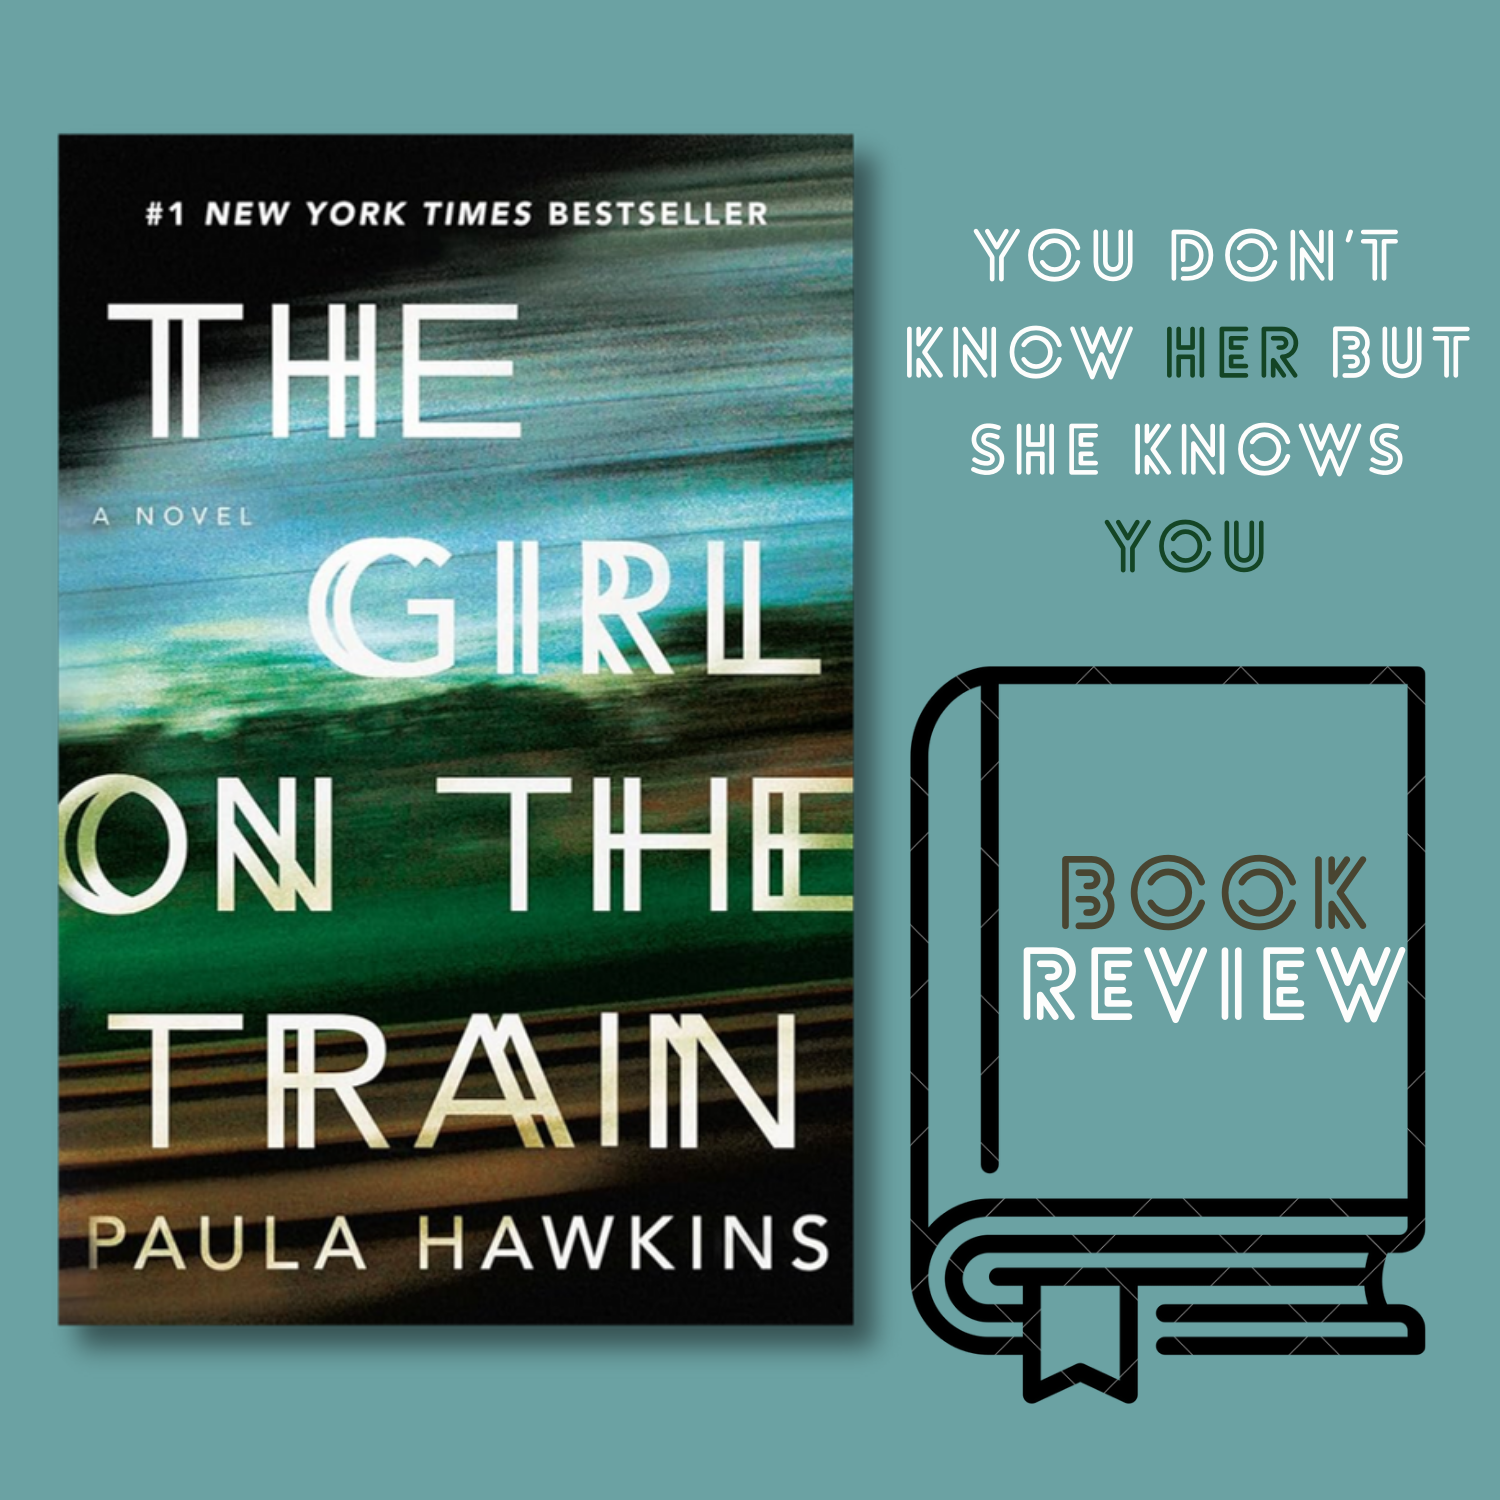 #1 NEW YORK TIMES BESTSELLER
THE
A NOVEL
GIRL
ON THE
TRAIN
PAULA HAWKINS
YOU DON'T
KNOW HER BUT
SHE KNOWS
YOU
BOOK
REVIEW